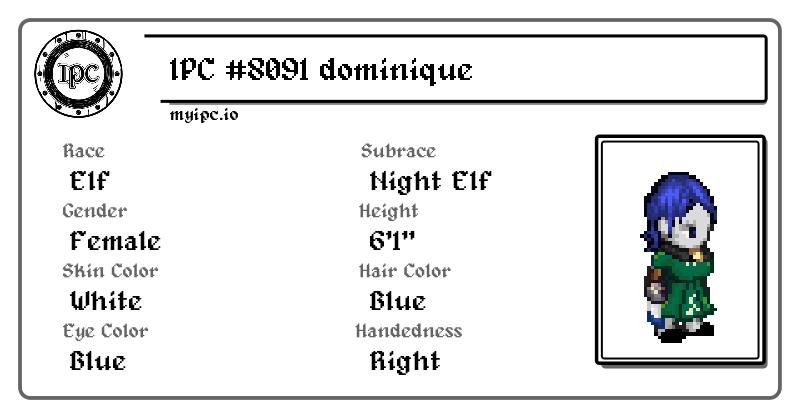 IPC
IPC #8091 dominique
myipc.io
Race
Elf
Subrace
Night Elf
Gender
Female
Height
6'1"
Skin Color
White
Hair Color
Blue
Eye Color
Blue
Handedness
Right